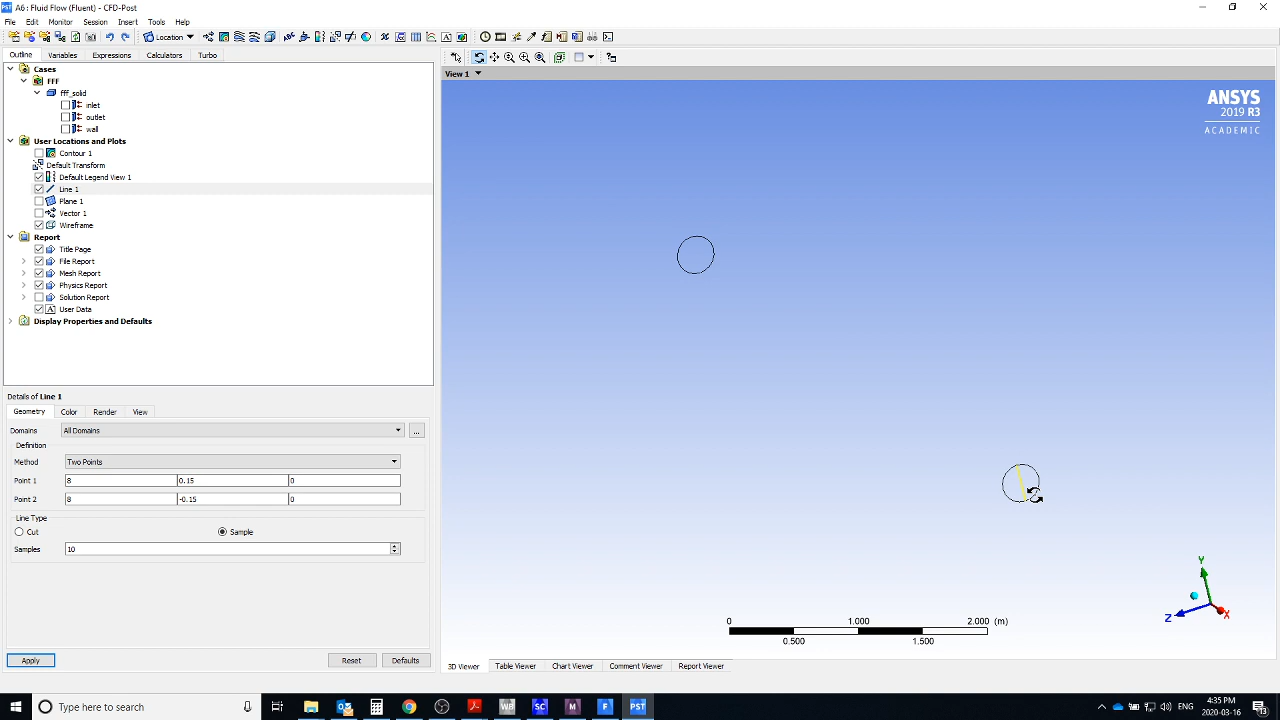 A6 : Fluid Flow (Fluent) - CFD-Post
File Edit Monitor Session Insert Tools Help
Location
Outline Variables Expressions Calculators Turbo
Cases
FFF
fff_solid
inlet
outlet
wall
User Locations and Plots
Contour 1
Default Transform
Default Legend View 1
Line 1
Plane 1
Vector 1
Wireframe
Report
Title Page
File Report
Mesh Report
Physics Report
Solution Report
User Data
Display Properties and Defaults
Details of Line 1
Geometry Color Render View
Domains All Domains ...
Definition
Method Two Points
Point 1 8 0.15 0
Point 2 8 -0.15 0
Line Type
Cut Sample
Samples 10
Apply Reset Defaults
View 1
ANSYS
2019 R3
ACADEMIC
Y
Z X
0 1.000 2.000 (m)
0.500 1.500
3D Viewer Table Viewer Chart Viewer Comment Viewer Report Viewer
Type here to search
ENG
4:35 PM
2020-03-16